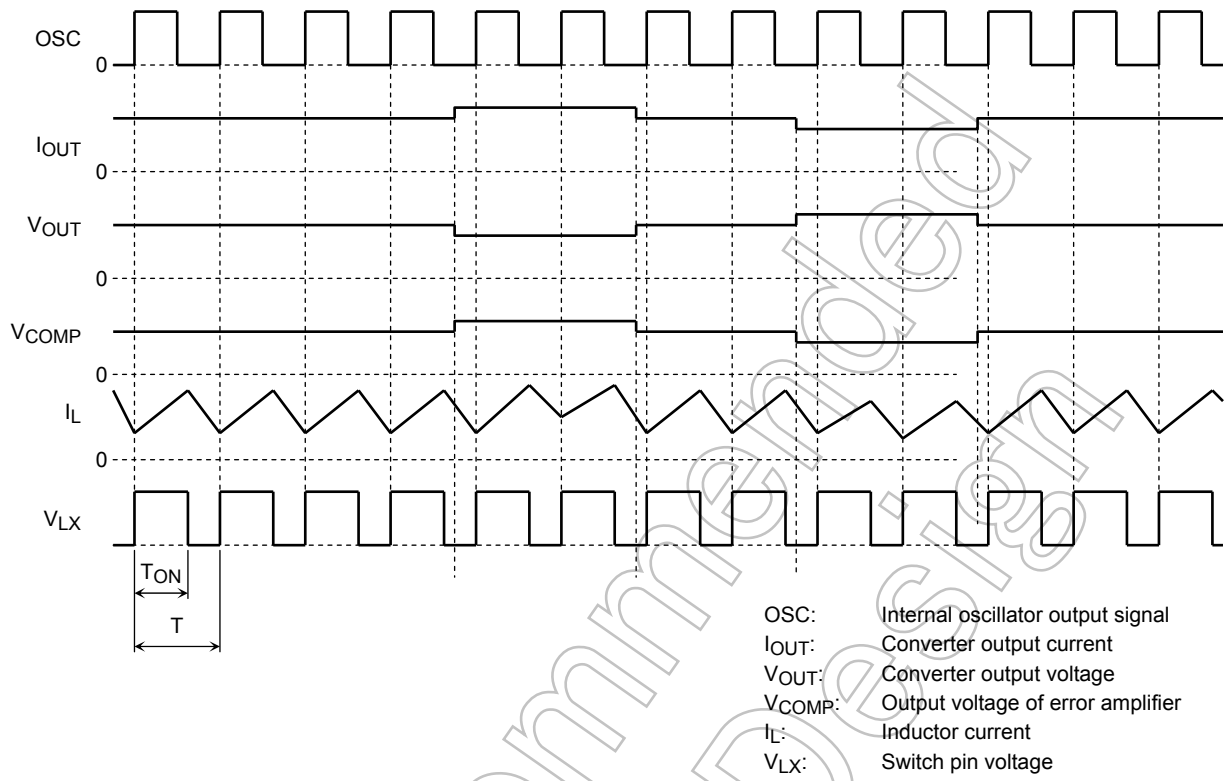 OSC
0
IOUT
0
VOUT
0
VCOMP
0
IL
0
VLX
TON
T
OSC: Internal oscillator output signal
IOUT: Converter output current
VOUT: Converter output voltage
VCOMP: Output voltage of error amplifier
IL: Inductor current
VLX: Switch pin voltage
ommended
Design